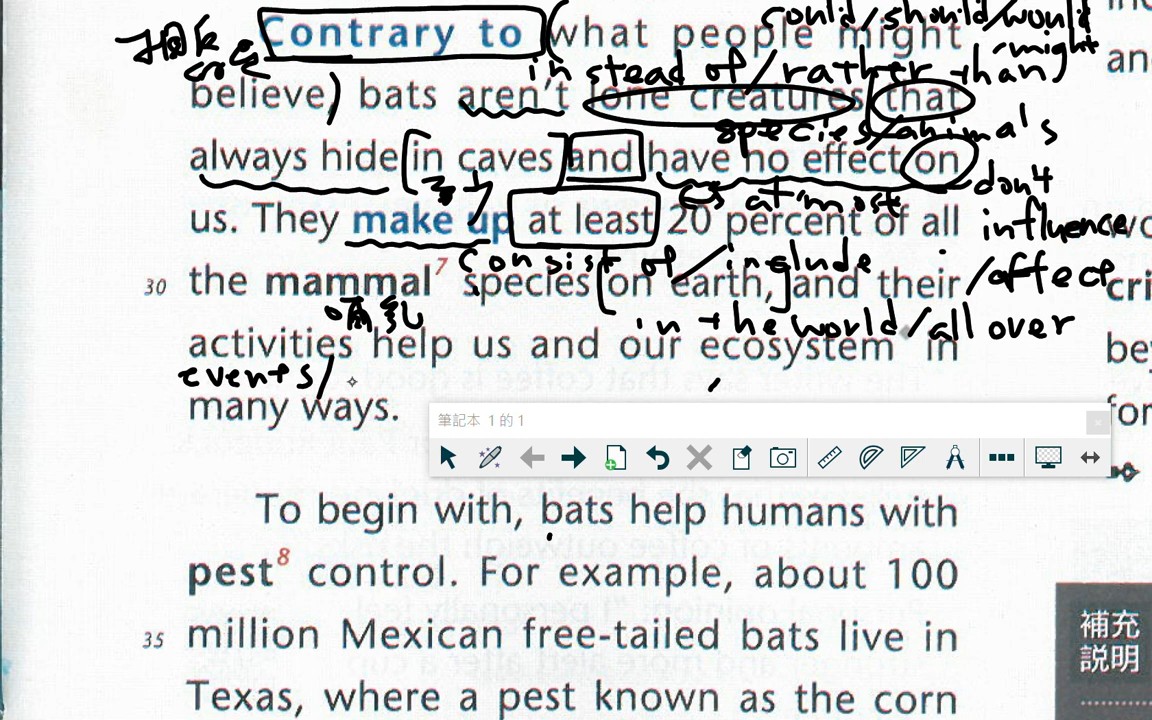 could/should/would
Contrary to what people might
might
instead of/rather than
believe, bats aren't lone creatures that
species/animals
always hide in caves and have no effect on
don't
at most
us. They make up at least 20 percent of all
influence
consist of/include
30 the mammal7 species on earth, and their
/affect
哺乳
in the world/all over
activities help us and our ecosystem in
events/
many ways.
筆記本 1 的 1
To begin with, bats help humans with
pest8 control. For example, about 100
35 million Mexican free-tailed bats live in
Texas, where a pest known as the corn
an
cri
bey
for
補充
説明